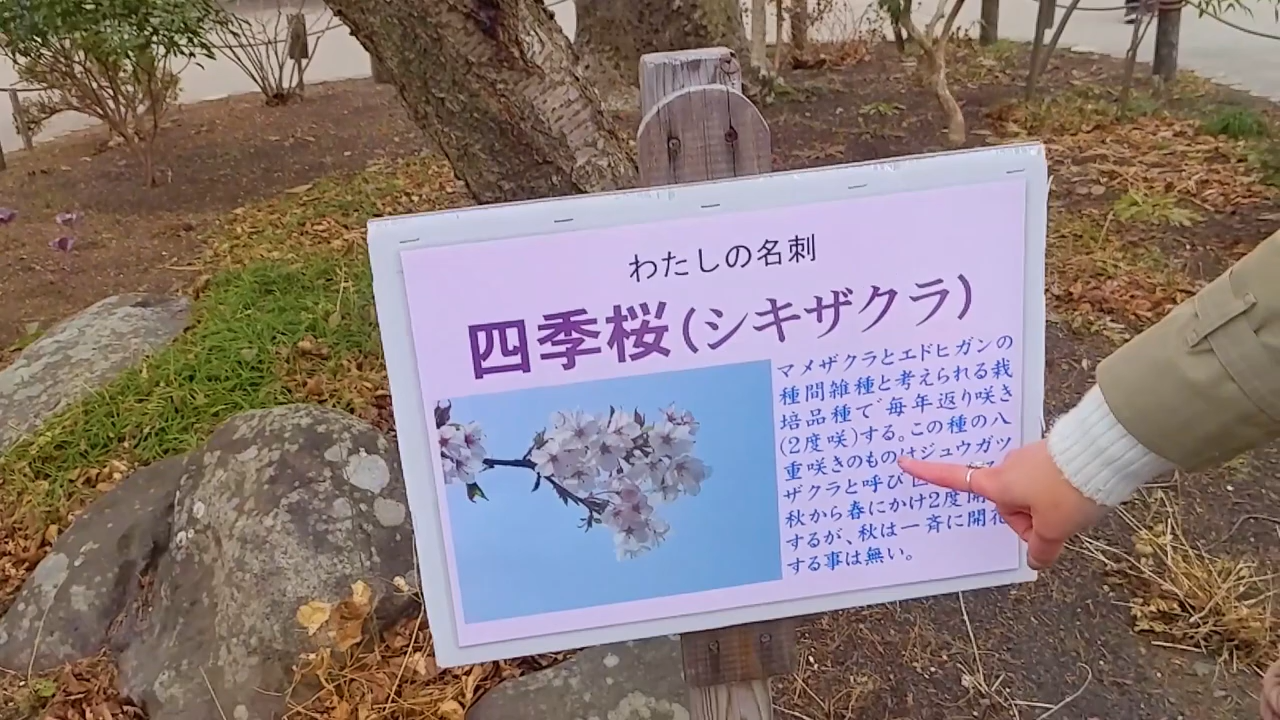 わたしの名刺
四季桜(シキザクラ)
マメザクラとエドヒガンの
種間雑種と考えられる栽
培品種で毎年返り咲き
(2度咲)する。この種の八
重咲きのものはジュウガツ
ザクラと呼び
秋から春にかけ2度開
するが、秋は一斉に開花
する事は無い。